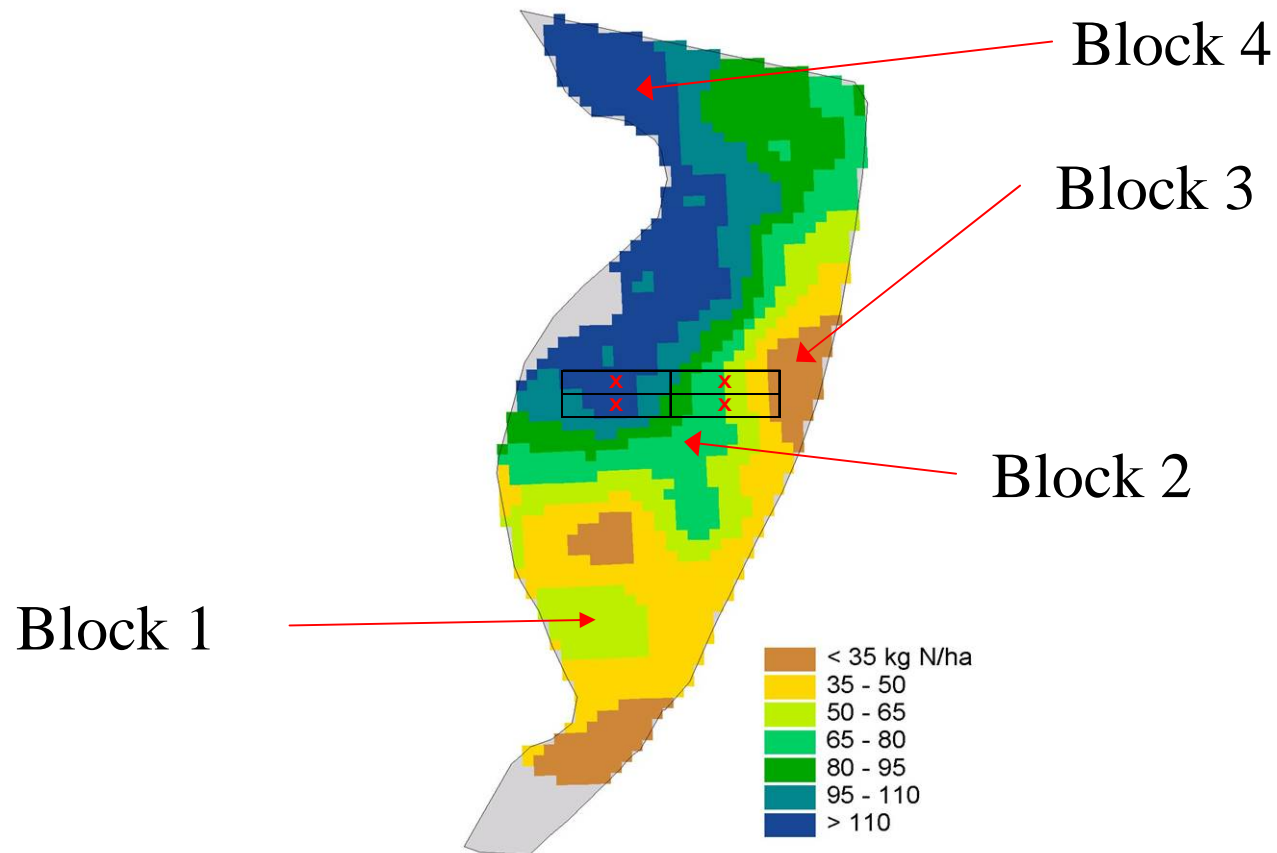 Block 4
Block 3
x x
x x
Block 2
Block 1
< 35 kg N/ha
35 - 50
50 - 65
65 - 80
80 - 95
95 - 110
> 110